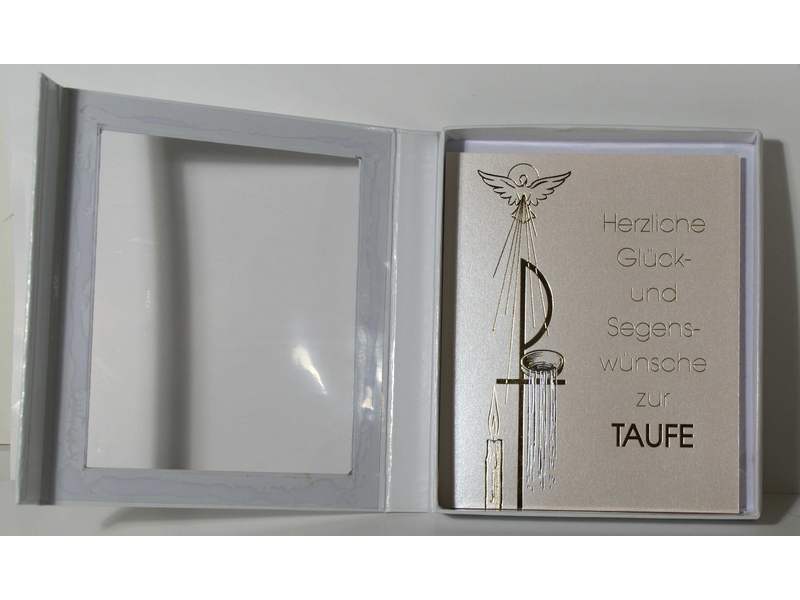 Herzliche
Glück-
und
Segens-
wünsche
zur
TAUFE